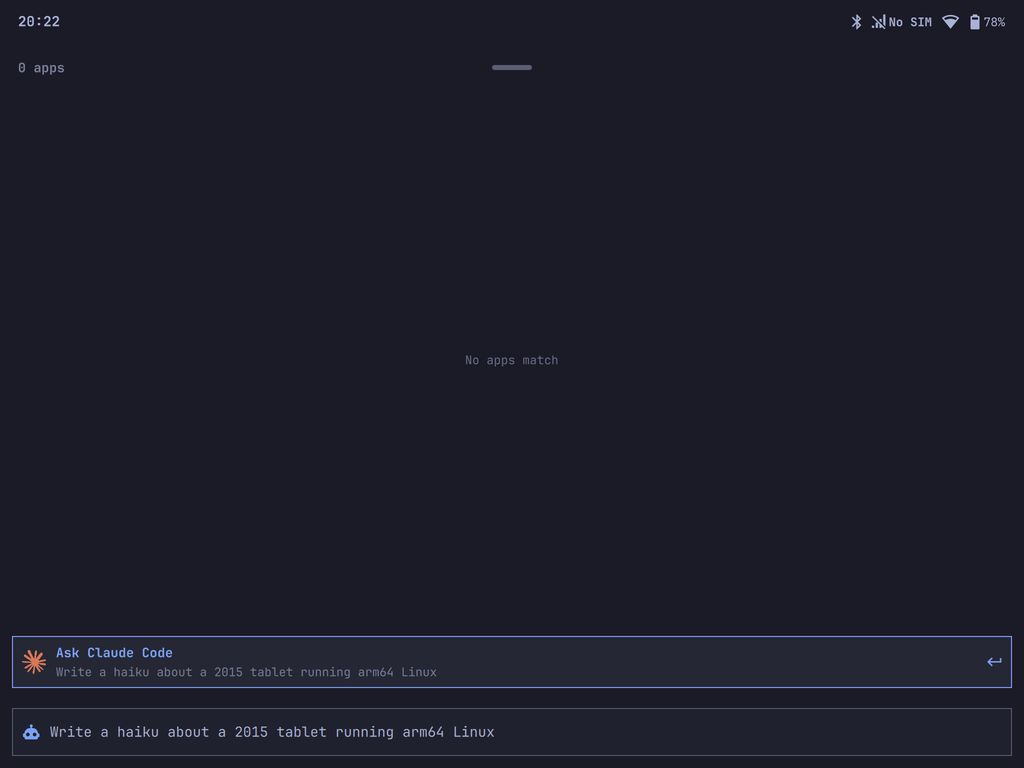 20:22
No SIM
78%
0 apps
No apps match
Ask Claude Code
Write a haiku about a 2015 tablet running arm64 Linux
Write a haiku about a 2015 tablet running arm64 Linux